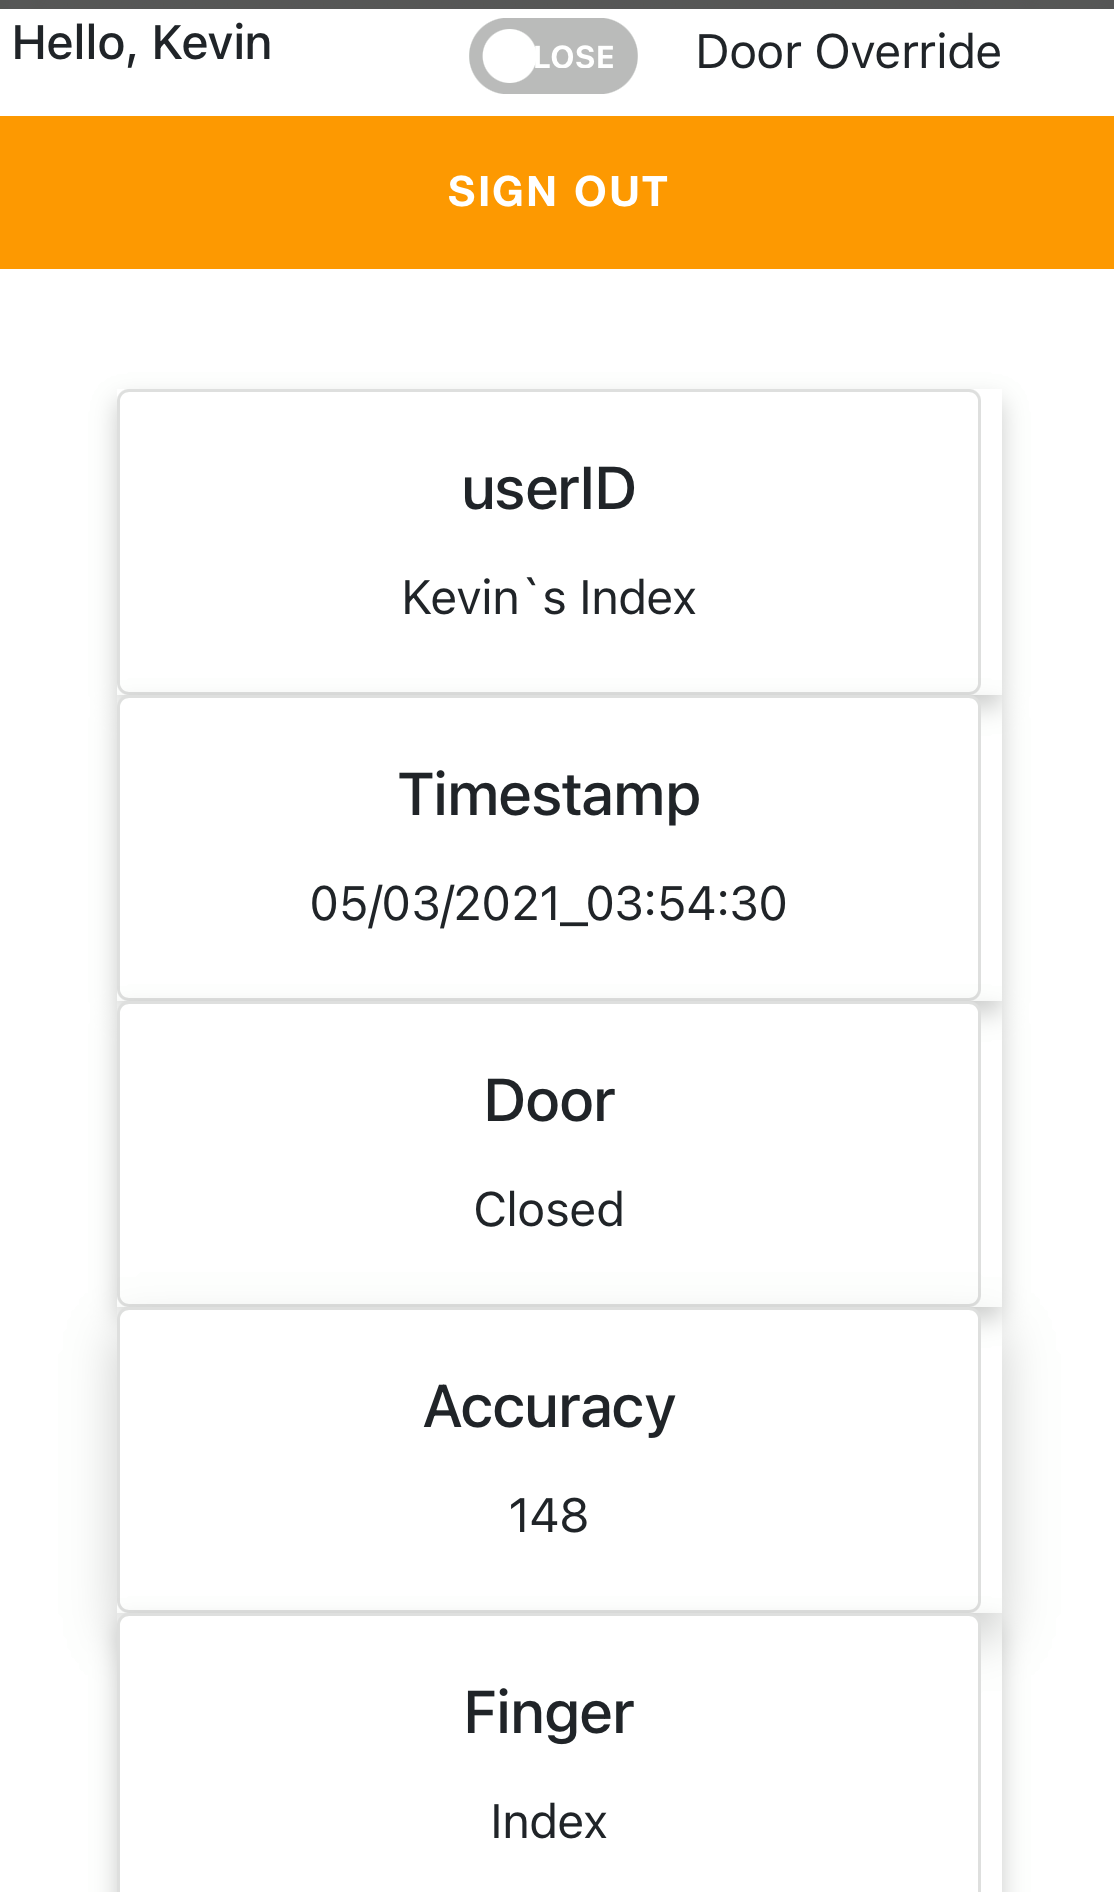 Hello, Kevin
LOSE
Door Override
SIGN OUT
userID
Kevin`s Index
Timestamp
05/03/2021_03:54:30
Door
Closed
Accuracy
148
Finger
Index